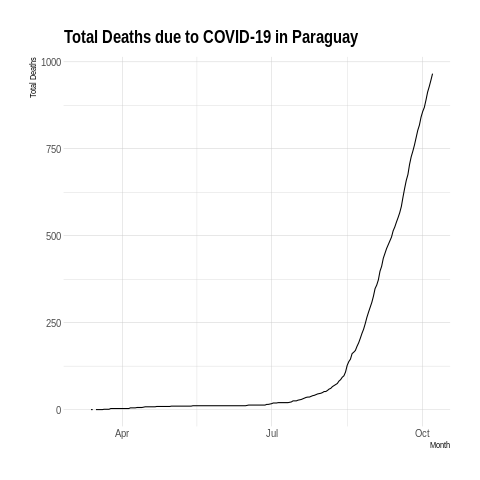 Total Deaths due to COVID-19 in Paraguay
Total Deaths
1000
750
500
250
0
Apr
Jul
Oct
Month